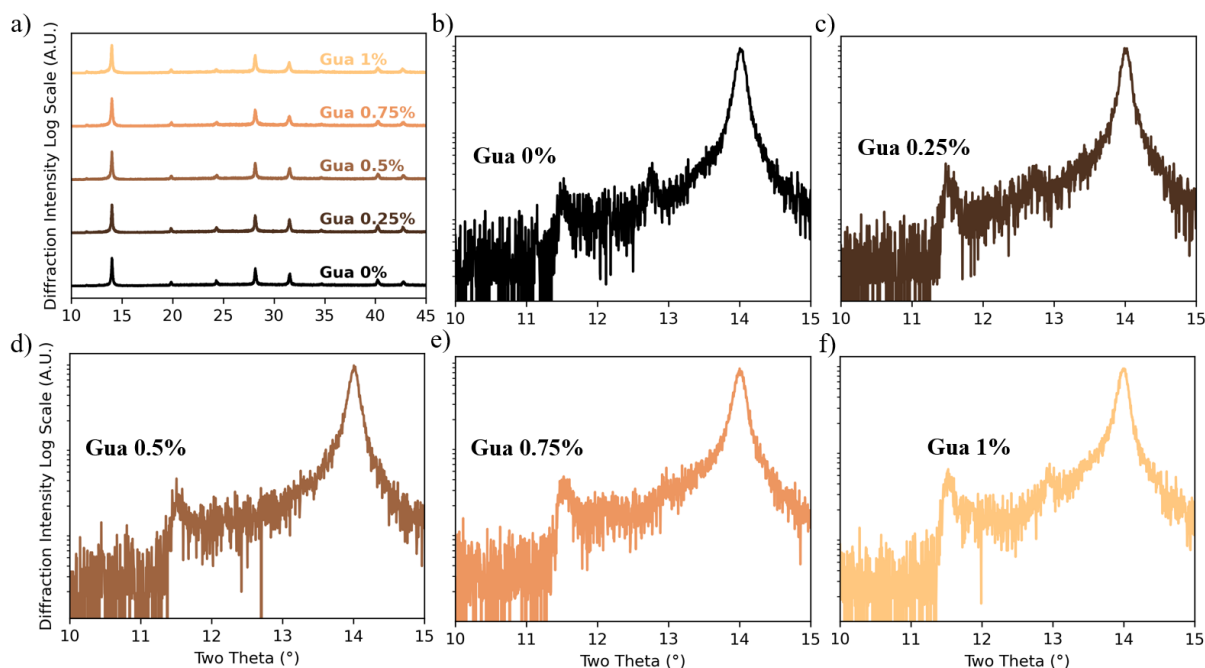 a)
Diffraction Intensity Log Scale (A.U.)
Gua 1%
Gua 0.75%
Gua 0.5%
Gua 0.25%
Gua 0%
10 15 20 25 30 35 40 45
b)
Gua 0%
10 11 12 13 14 15
c)
Gua 0.25%
10 11 12 13 14 15
d)
Diffraction Intensity Log Scale (A.U.)
Gua 0.5%
10 11 12 13 14 15
Two Theta (°)
e)
Gua 0.75%
10 11 12 13 14 15
Two Theta (°)
f)
Gua 1%
10 11 12 13 14 15
Two Theta (°)